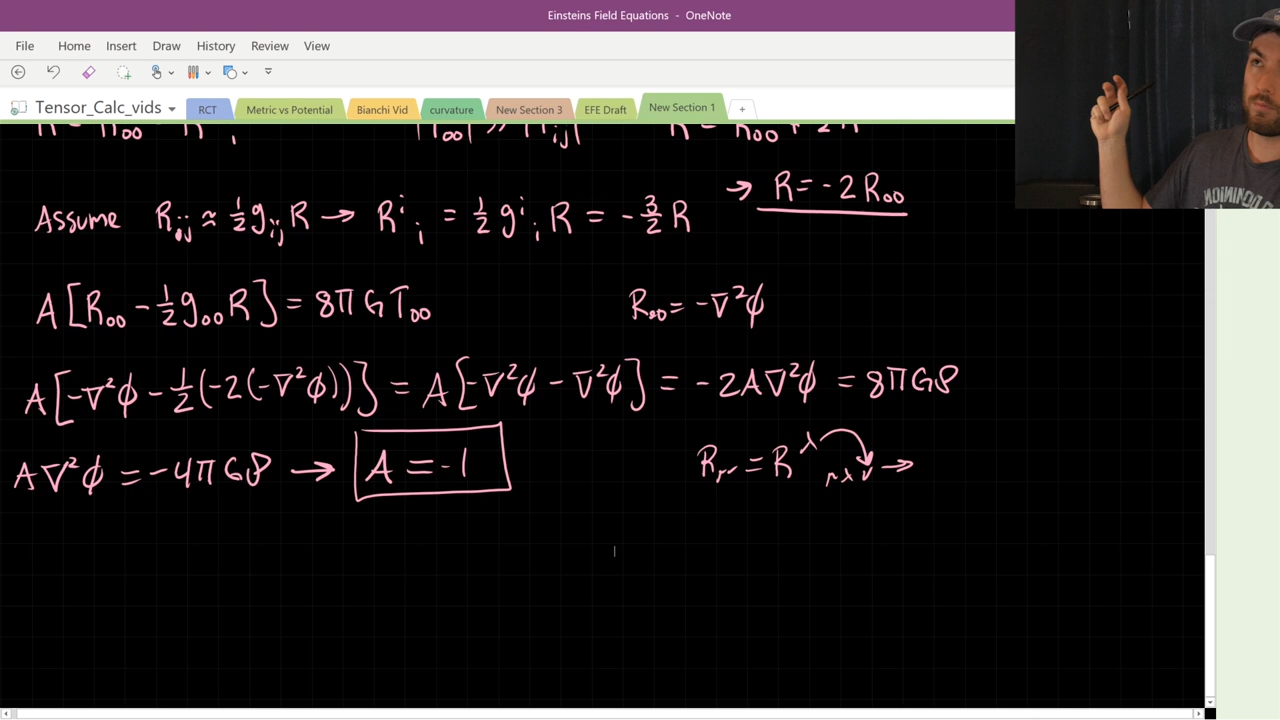 Einsteins Field Equations - OneNote
File Home Insert Draw History Review View
Tensor_Calc_vids RCT Metric vs Potential Bianchi Vid curvature New Section 3 EFE Draft New Section 1 +
→ R = -2 R₀₀
Assume Rᵢⱼ ≈ ½ gᵢⱼ R → Rⁱᵢ = ½ gⁱᵢ R = -3/2 R
A[R₀₀ - ½ g₀₀ R] = 8πG T₀₀ R₀₀ = -∇²φ
A[-∇²φ - ½(-2(-∇²φ))] = A[-∇²φ - ∇²φ] = -2A∇²φ = 8πGρ
A∇²φ = -4πGρ → A = -1 Rμν = R^λ μλν →